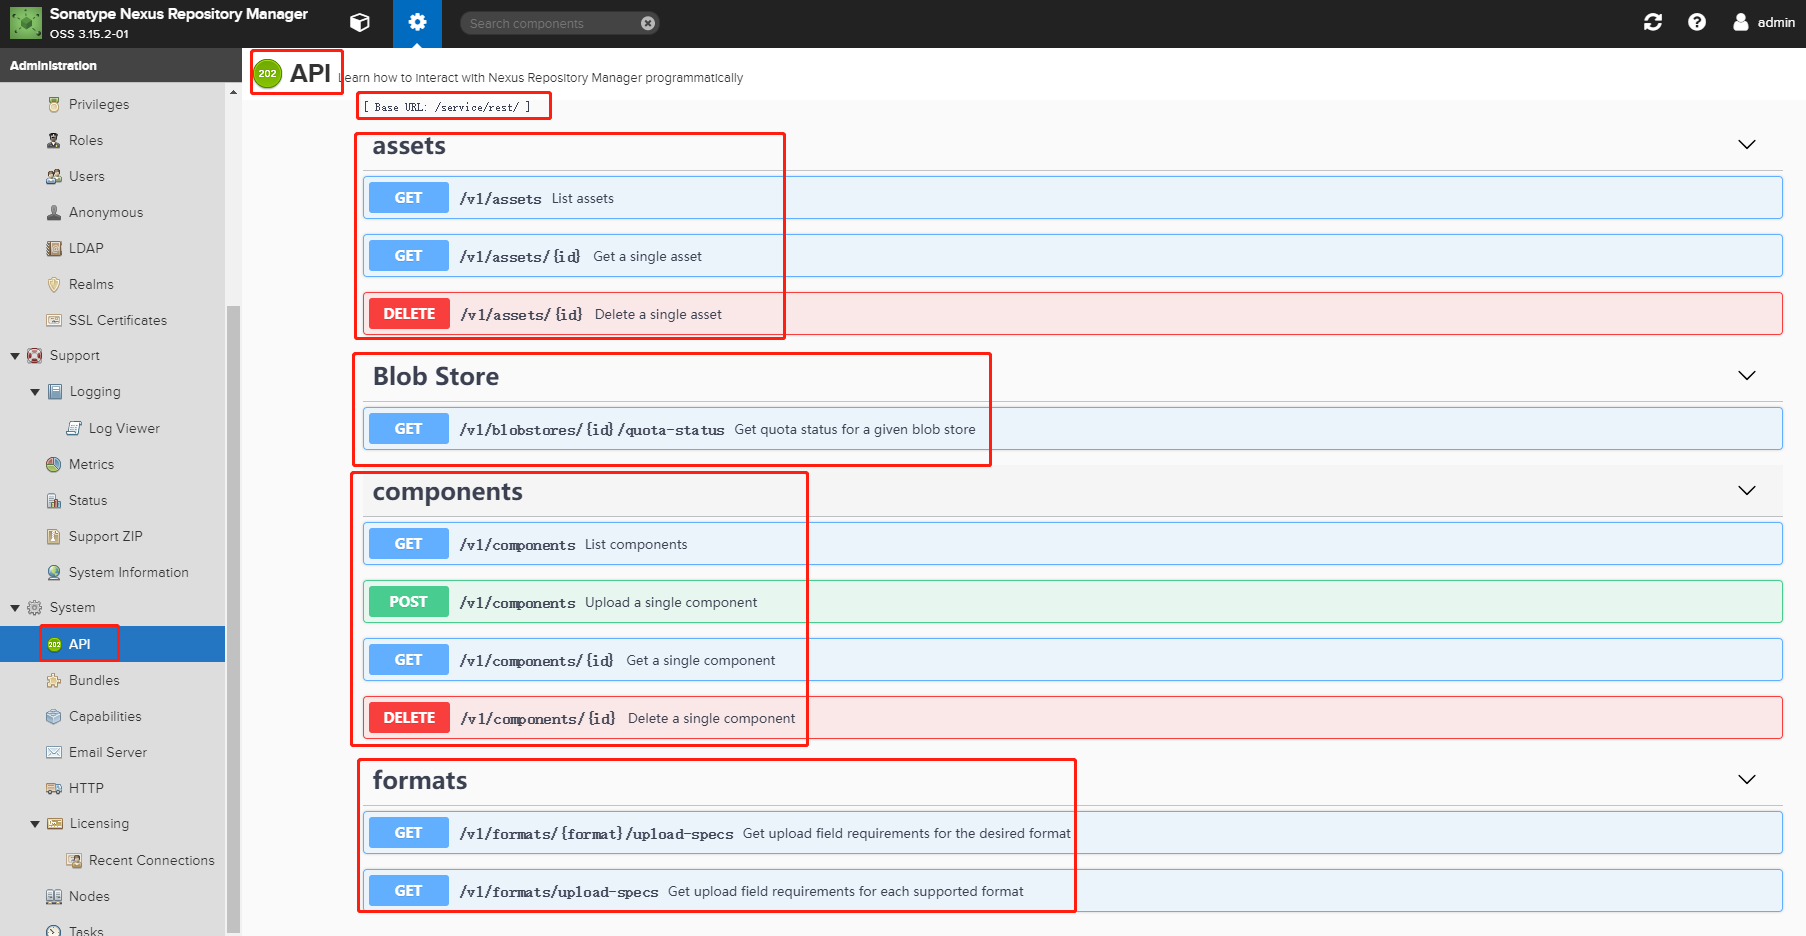 Sonatype Nexus Repository Manager
OSS 3.15.2-01
Search components
admin
Administration
Privileges
Roles
Users
Anonymous
LDAP
Realms
SSL Certificates
Support
Logging
Log Viewer
Metrics
Status
Support ZIP
System Information
System
202 API
Bundles
Capabilities
Email Server
HTTP
Licensing
Recent Connections
Nodes
Tasks
202 API Learn how to interact with Nexus Repository Manager programmatically
[ Base URL: /service/rest/ ]
assets
GET /v1/assets List assets
GET /v1/assets/{id} Get a single asset
DELETE /v1/assets/{id} Delete a single asset
Blob Store
GET /v1/blobstores/{id}/quota-status Get quota status for a given blob store
components
GET /v1/components List components
POST /v1/components Upload a single component
GET /v1/components/{id} Get a single component
DELETE /v1/components/{id} Delete a single component
formats
GET /v1/formats/{format}/upload-specs Get upload field requirements for the desired format
GET /v1/formats/upload-specs Get upload field requirements for each supported format